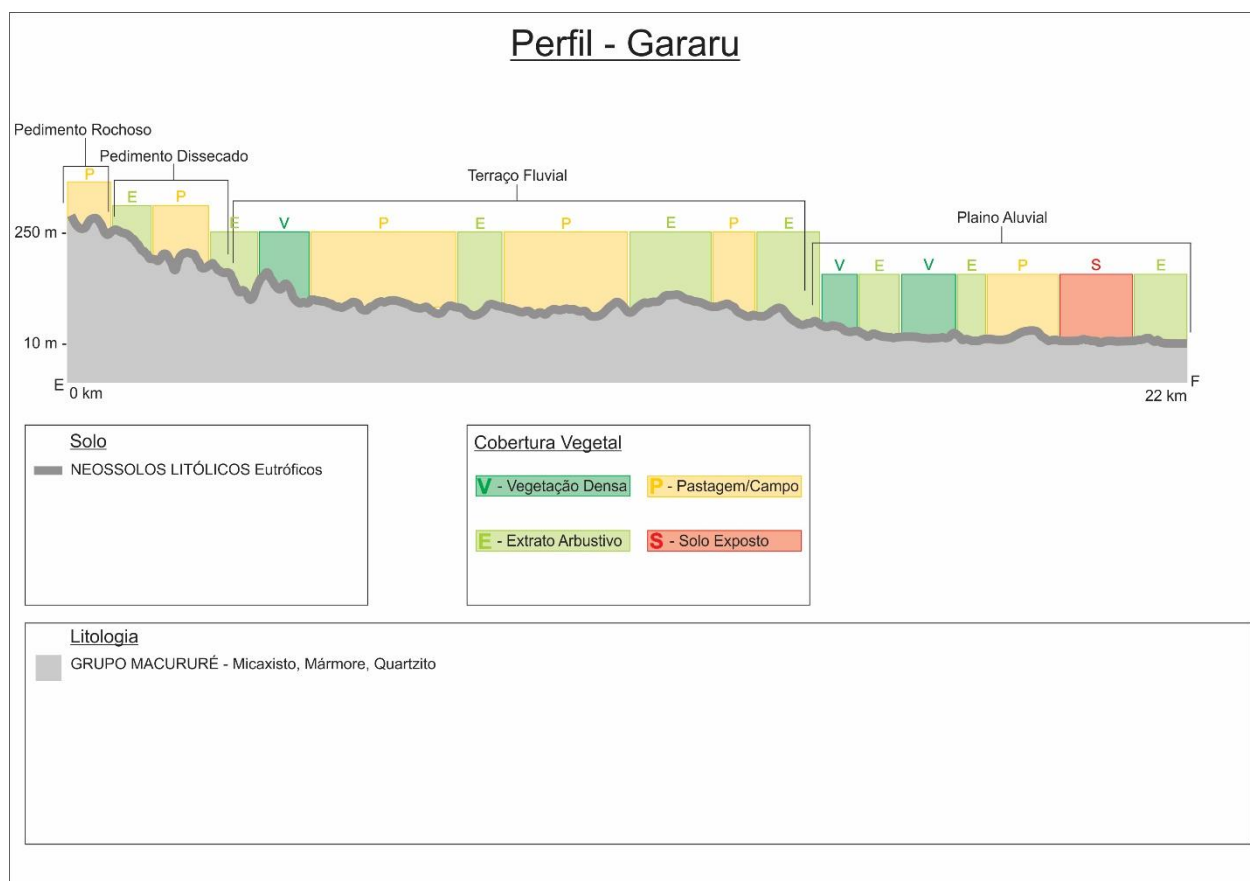 Perfil - Gararu
Pedimento Rochoso
Pedimento Dissecado
Terraço Fluvial
Plaino Aluvial
P
E P
E V P E P E P E
V E V E P S E
250 m -
10 m -
E 0 km
22 km F
Solo
NEOSSOLOS LITÓLICOS Eutróficos
Cobertura Vegetal
V - Vegetação Densa
P - Pastagem/Campo
E - Extrato Arbustivo
S - Solo Exposto
Litologia
GRUPO MACURURÉ - Micaxisto, Mármore, Quartzito